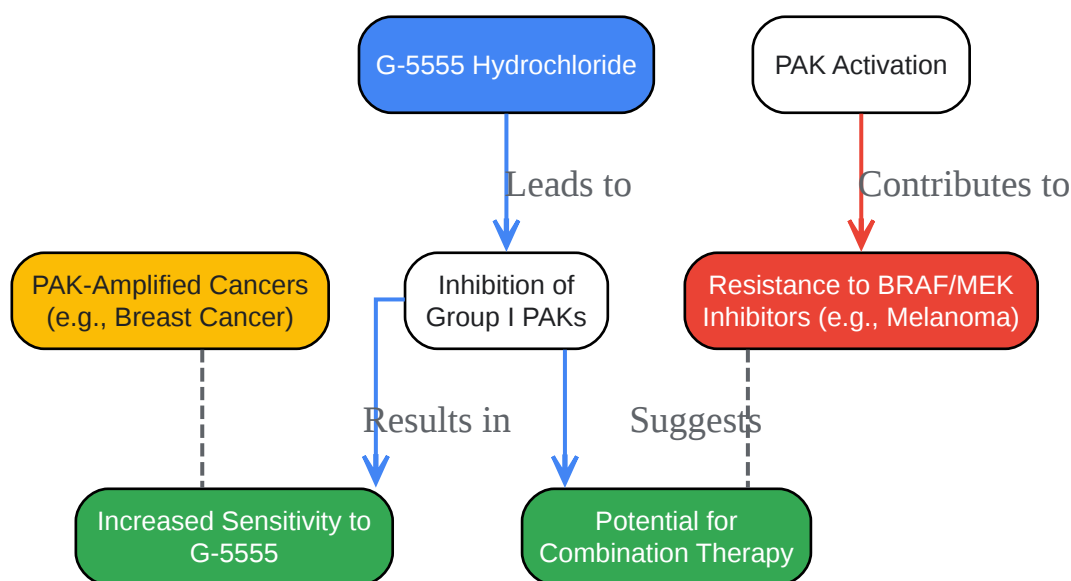 G-5555 Hydrochloride
PAK Activation
Leads to
Contributes to
PAK-Amplified Cancers
(e.g., Breast Cancer)
Inhibition of
Group I PAKs
Resistance to BRAF/MEK
Inhibitors (e.g., Melanoma)
Results in
Suggests
Increased Sensitivity to
G-5555
Potential for
Combination Therapy